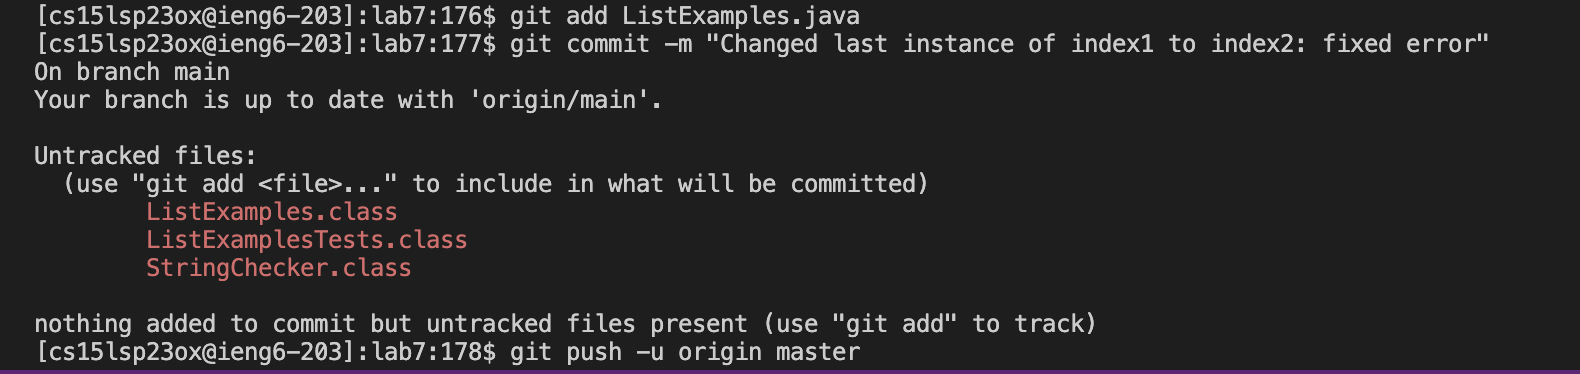 [cs15lsp23ox@ieng6-203]:lab7:176$ git add ListExamples.java
[cs15lsp23ox@ieng6-203]:lab7:177$ git commit -m "Changed last instance of index1 to index2: fixed error"
On branch main
Your branch is up to date with 'origin/main'.
Untracked files:
(use "git add <file>..." to include in what will be committed)
ListExamples.class
ListExamplesTests.class
StringChecker.class
nothing added to commit but untracked files present (use "git add" to track)
[cs15lsp23ox@ieng6-203]:lab7:178$ git push -u origin master